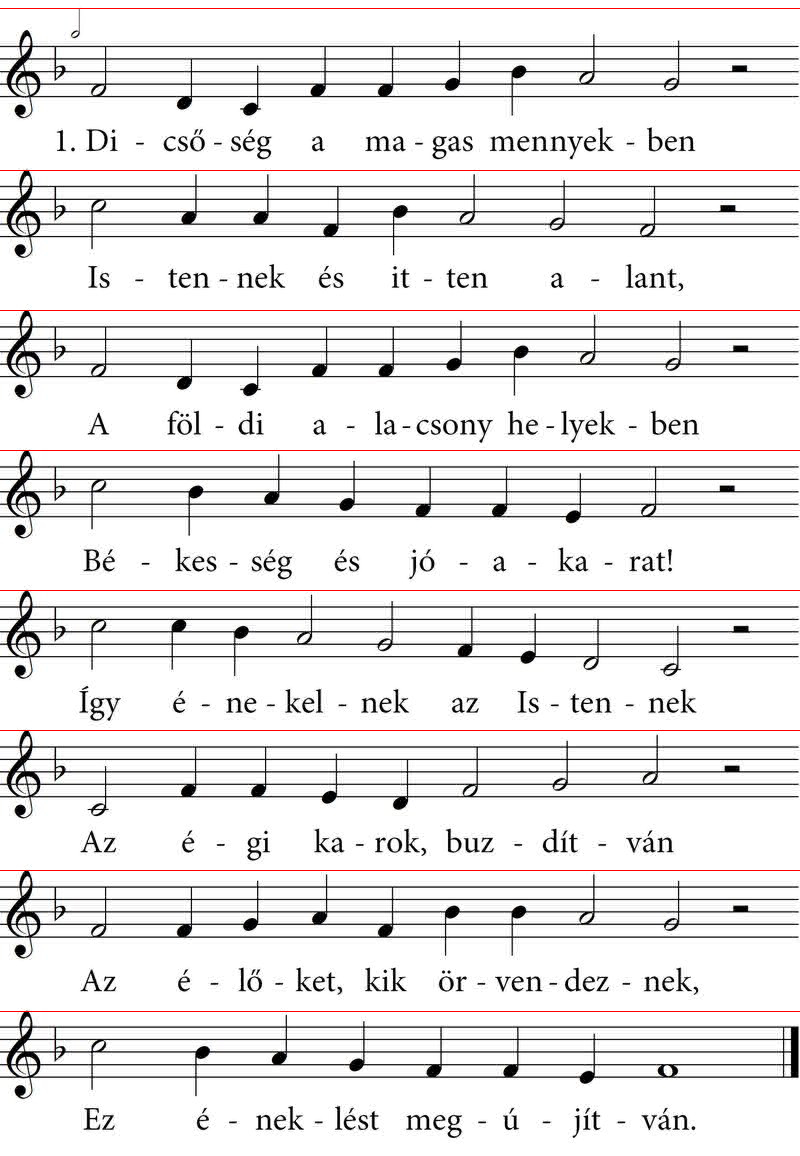 1. Di - cső - ség a ma - gas mennyek - ben
Is - ten - nek és it - ten a - lant,
A föl - di a - la - csony he - lyek - ben
Bé - kes - ség és jó - a - ka - rat!
Így é - ne - kel - nek az Is - ten - nek
Az é - gi ka - rok, buz - dít - ván
Az é - lő - ket, kik ör - ven - dez - nek,
Ez é - nek - lést meg - ú - jít - ván.